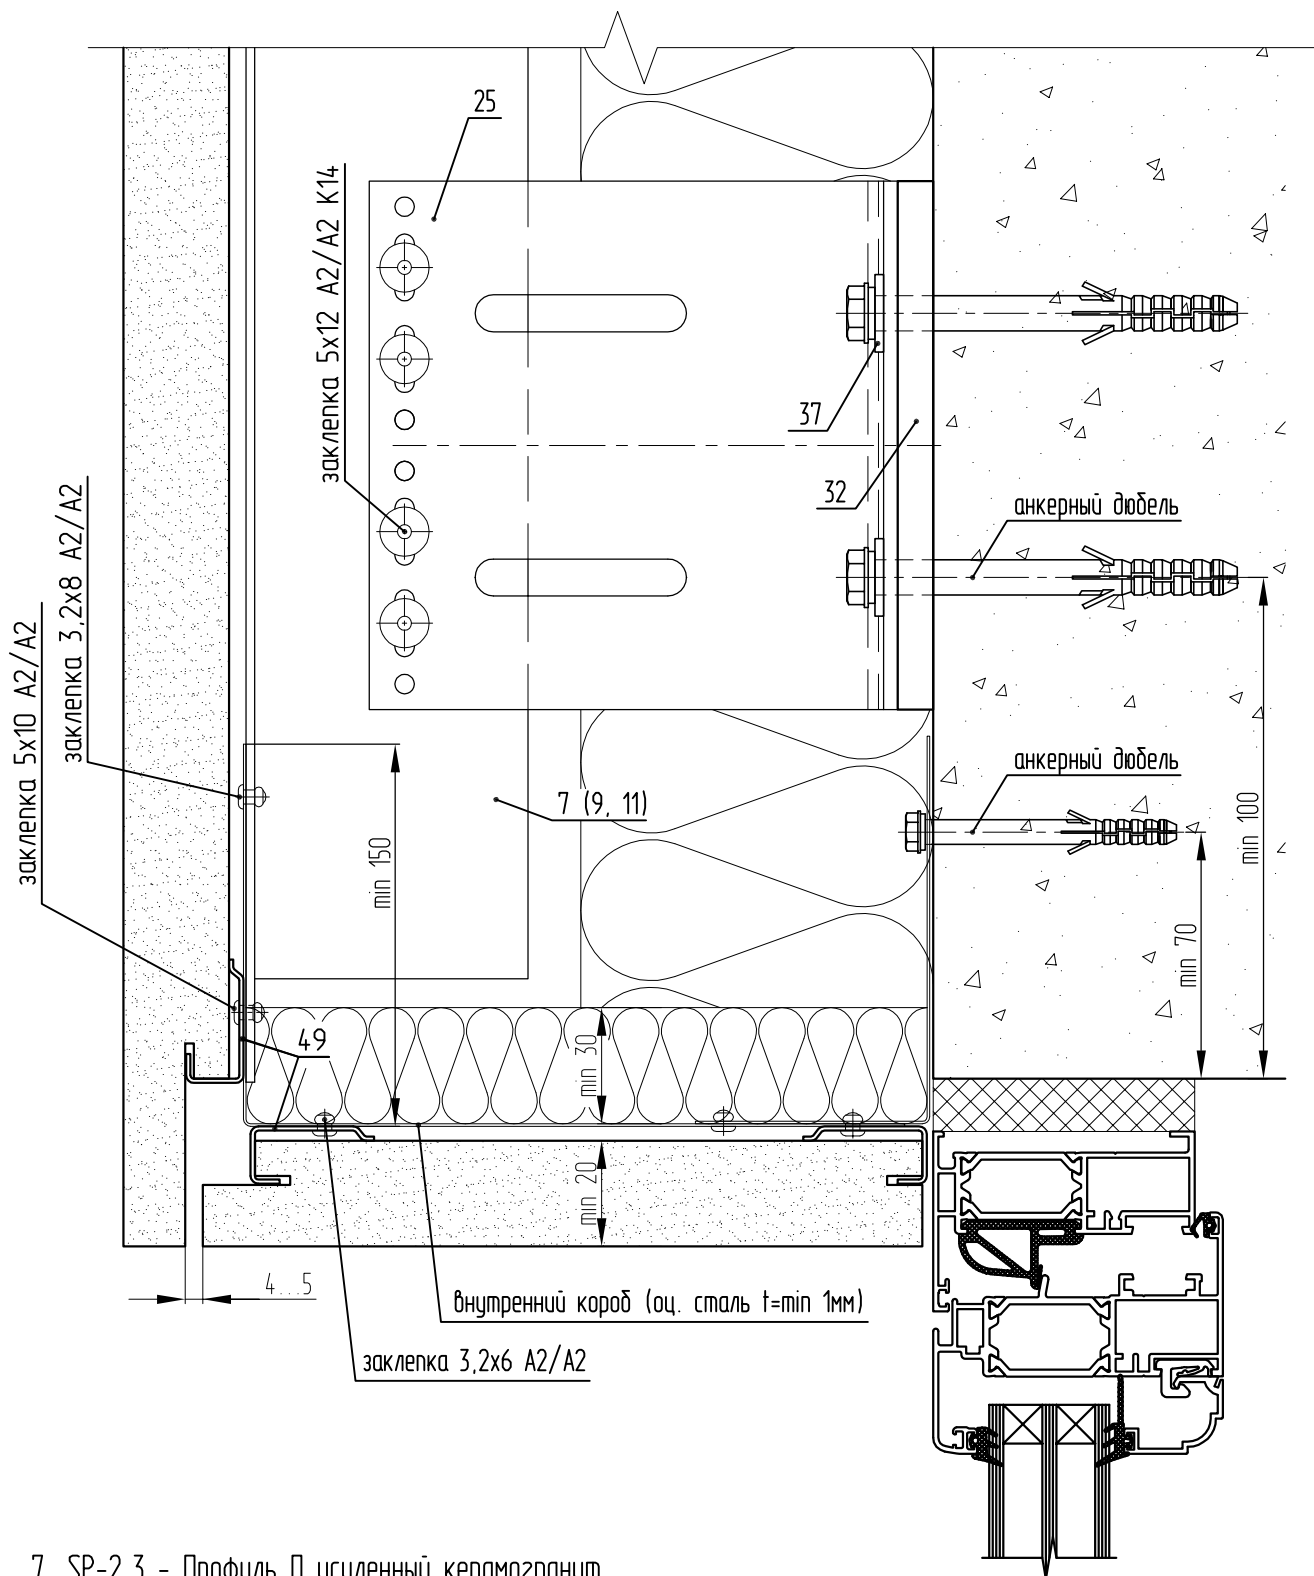 25
заклепка 5х12 А2/А2 К14
37
32
анкерный дюбель
заклепка 3,2х8 А2/А2
заклепка 5х10 А2/А2
анкерный дюбель
7 (9, 11)
min 150
min 100
min 70
49
min 30
min 20
4...5
внутренний короб (оц. сталь t=min 1мм)
заклепка 3,2х6 А2/А2
7. SP-2.3 - Профиль П усиленный керамогранит